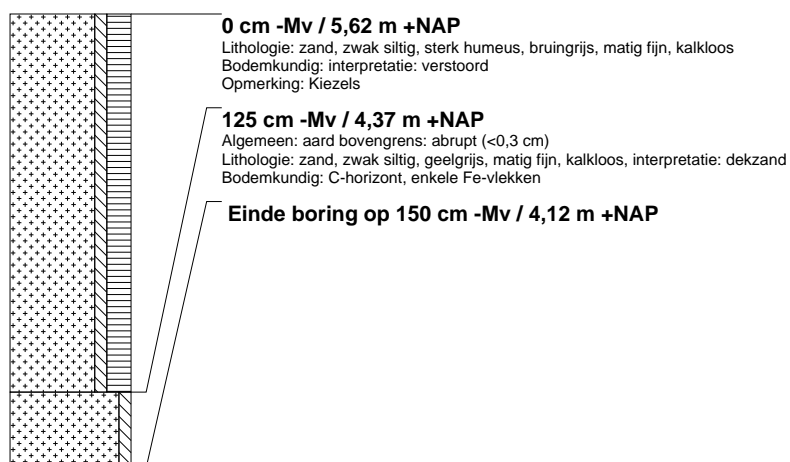 0 cm -Mv / 5,62 m +NAP
Lithologie: zand, zwak siltig, sterk humeus, bruingrijs, matig fijn, kalkloos
Bodemkundig: interpretatie: verstoord
Opmerking: Kiezels
125 cm -Mv / 4,37 m +NAP
Algemeen: aard bovengrens: abrupt (<0,3 cm)
Lithologie: zand, zwak siltig, geelgrijs, matig fijn, kalkloos, interpretatie: dekzand
Bodemkundig: C-horizont, enkele Fe-vlekken
Einde boring op 150 cm -Mv / 4,12 m +NAP